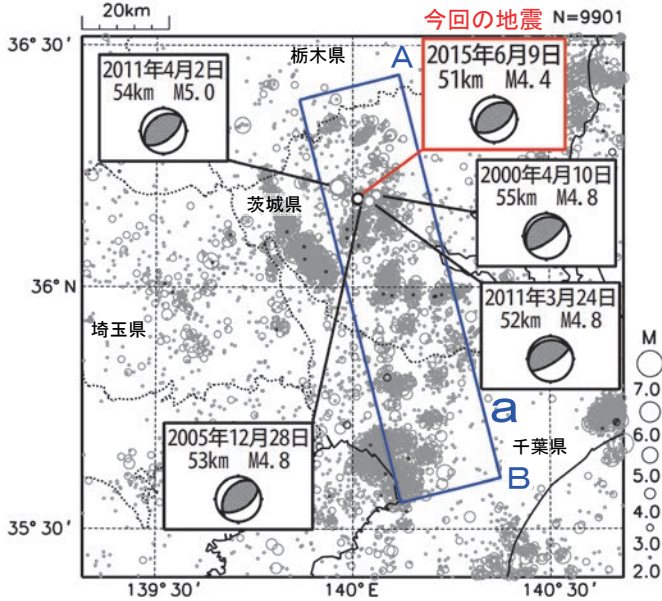 20km
今回の地震 N=9901
36°30′
栃木県
A
2011年4月2日
54km M5.0
2015年6月9日
51km M4.4
2000年4月10日
55km M4.8
茨城県
36°N
2011年3月24日
52km M4.8
埼玉県
M
7.0
6.0
5.0
4.0
3.0
2.0
a
千葉県
2005年12月28日
53km M4.8
B
35°30′
139°30′
140°E
140°30′